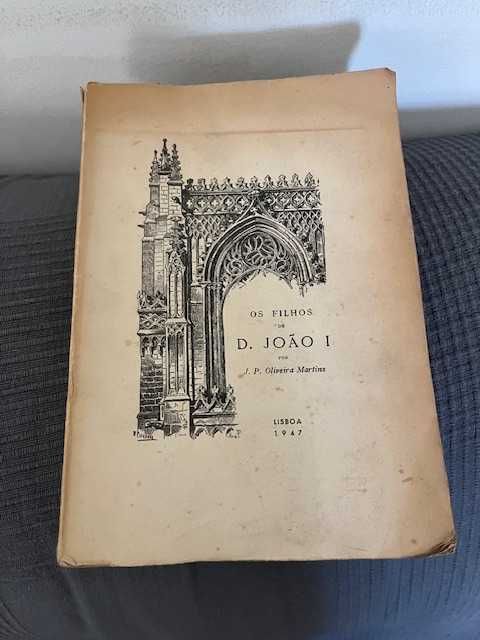 OS FILHOS
DE
D. JOÃO I
POR
J. P. Oliveira Martins
LISBOA
1947